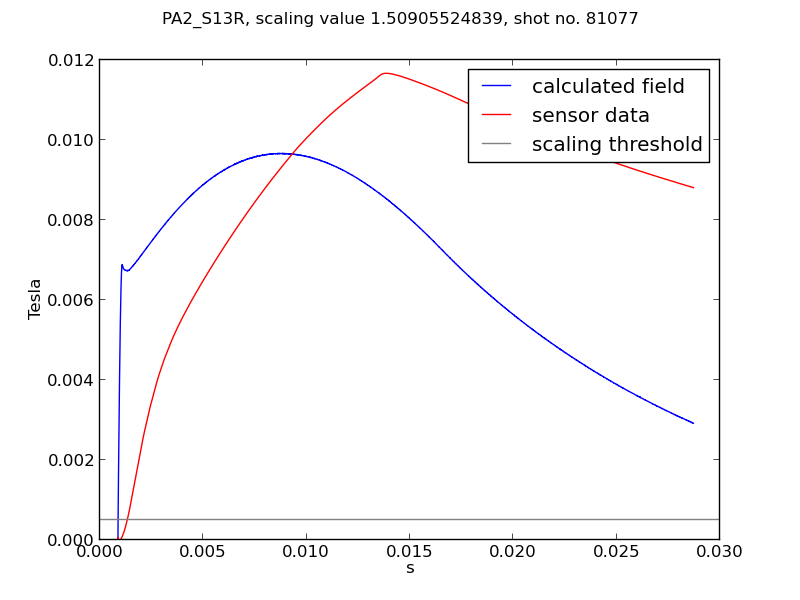 PA2_S13R, scaling value 1.50905524839, shot no. 81077
0.012
0.010
0.008
0.006
0.004
0.002
0.000
Tesla
calculated field
sensor data
scaling threshold
0.000 0.005 0.010 0.015 0.020 0.025 0.030
s